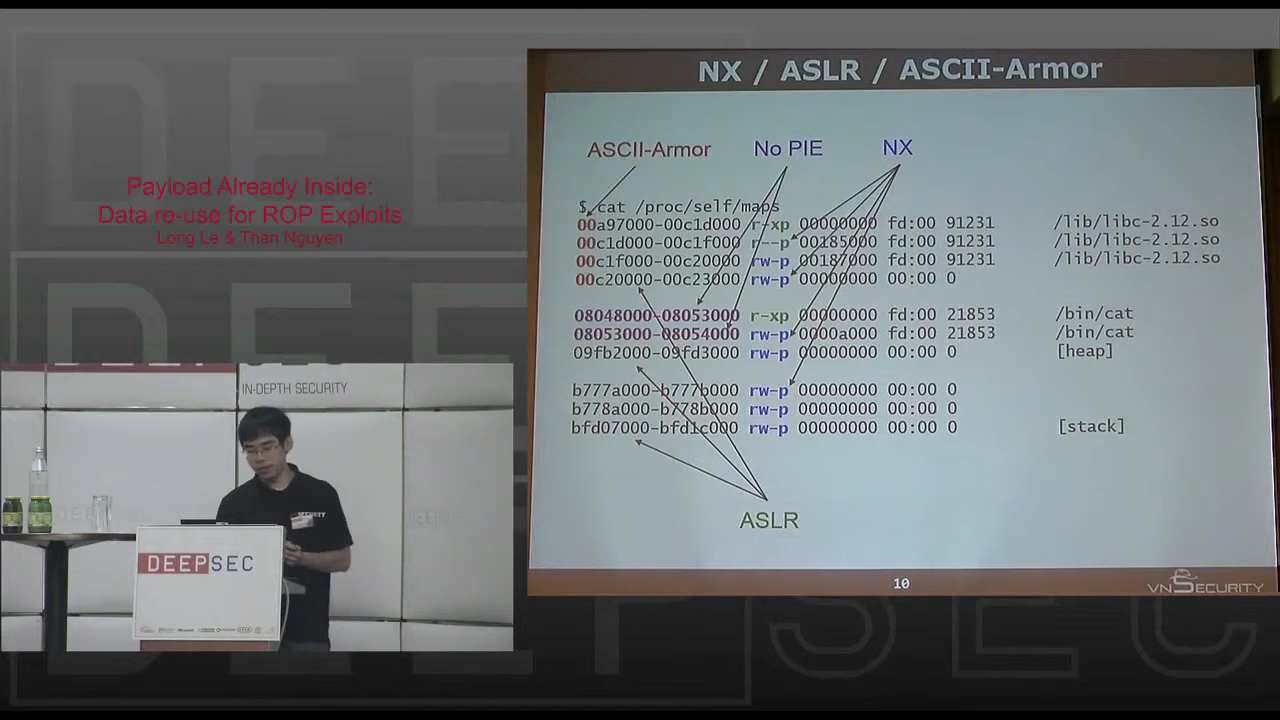 Payload Already Inside:
Data re-use for ROP Exploits
Long Le & Than Nguyen
NX / ASLR / ASCII-Armor
ASCII-Armor No PIE NX
$ cat /proc/self/maps
00a97000-00c1d000 r-xp 00000000 fd:00 91231 /lib/libc-2.12.so
00c1d000-00c1f000 r--p 00185000 fd:00 91231 /lib/libc-2.12.so
00c1f000-00c20000 rw-p 00187000 fd:00 91231 /lib/libc-2.12.so
00c20000-00c23000 rw-p 00000000 00:00 0
08048000-08053000 r-xp 00000000 fd:00 21853 /bin/cat
08053000-08054000 rw-p 0000a000 fd:00 21853 /bin/cat
09fb2000-09fd3000 rw-p 00000000 00:00 0 [heap]
b777a000-b777b000 rw-p 00000000 00:00 0
b778a000-b778b000 rw-p 00000000 00:00 0
bfd07000-bfd1c000 rw-p 00000000 00:00 0 [stack]
ASLR
10
VNSECURITY
IN-DEPTH SECURITY
DEEPSEC